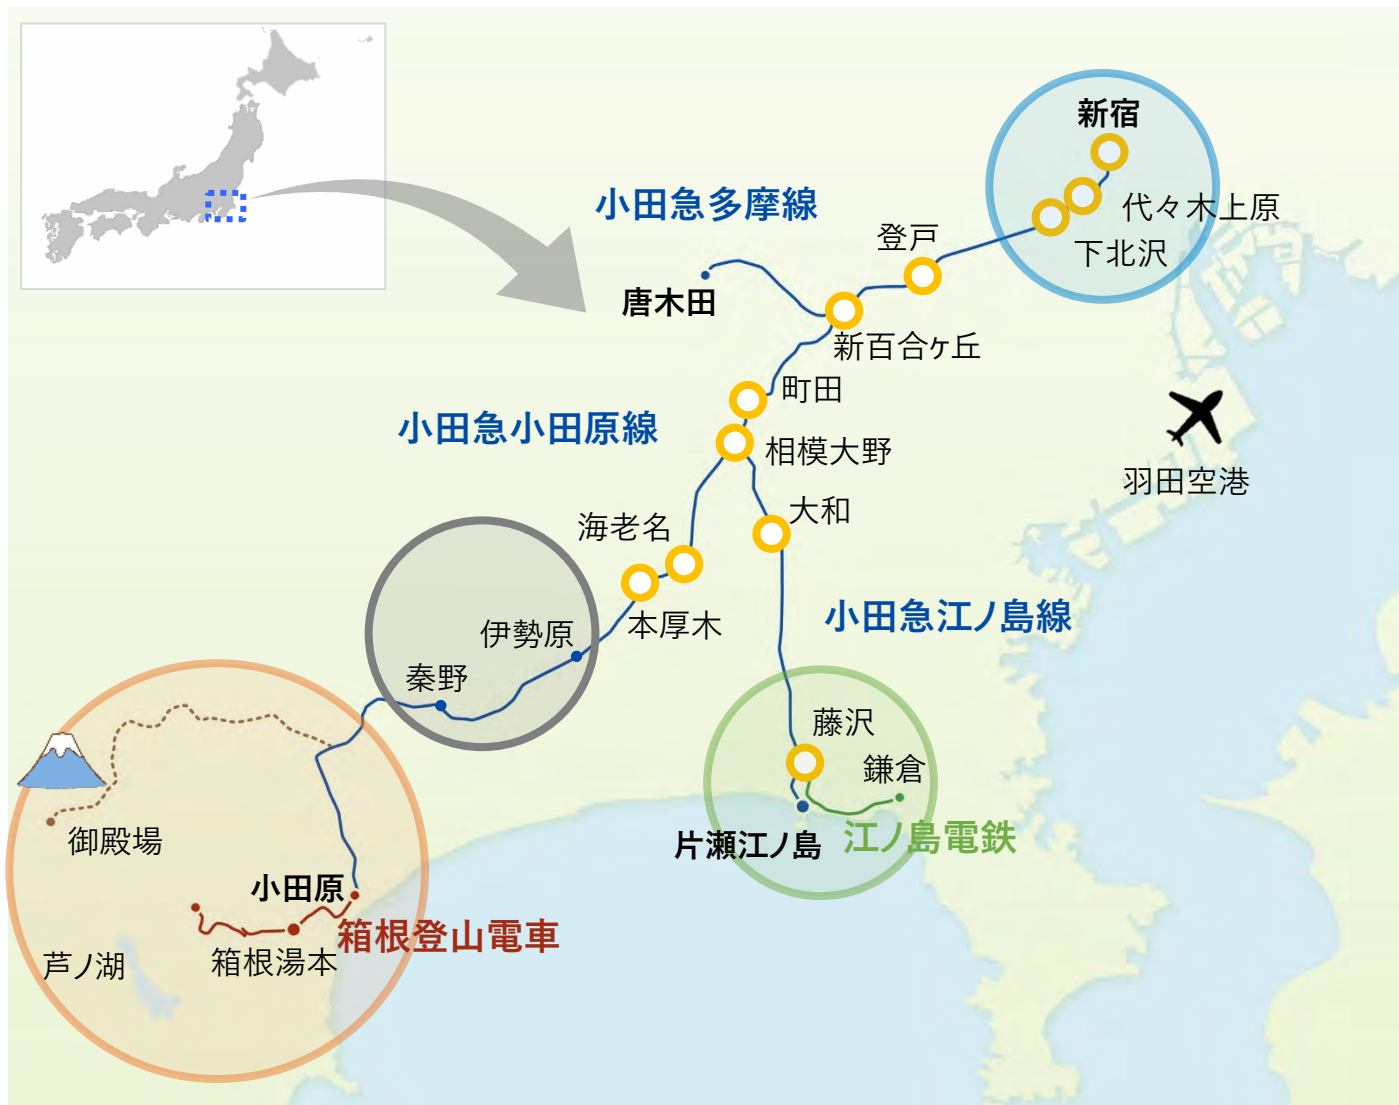 新宿
代々木上原
下北沢
小田急多摩線
登戸
唐木田
新百合ヶ丘
町田
小田急小田原線
相模大野
羽田空港
大和
海老名
小田急江ノ島線
本厚木
伊勢原
秦野
藤沢
鎌倉
御殿場
片瀬江ノ島
江ノ島電鉄
小田原
箱根登山電車
箱根湯本
芦ノ湖